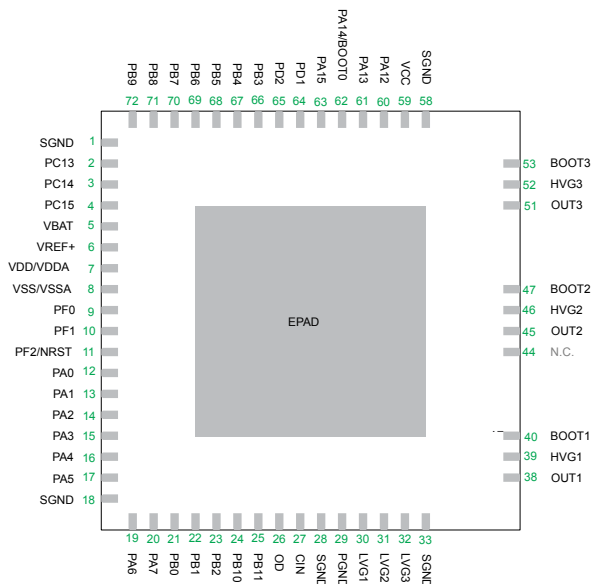 PB9 PB8 PB7 PB6 PB5 PB4 PB3 PD2 PD1 PA15 PA14/BOOT0 PA13 PA12 VCC SGND
72 71 70 69 68 67 66 65 64 63 62 61 60 59 58
SGND 1
PC13 2
PC14 3
PC15 4
VBAT 5
VREF+ 6
VDD/VDDA 7
VSS/VSSA 8
PF0 9
PF1 10
PF2/NRST 11
PA0 12
PA1 13
PA2 14
PA3 15
PA4 16
PA5 17
SGND 18
EPAD
53 BOOT3
52 HVG3
51 OUT3
47 BOOT2
46 HVG2
45 OUT2
44 N.C.
40 BOOT1
39 HVG1
38 OUT1
19 20 21 22 23 24 25 26 27 28 29 30 31 32 33
PA6 PA7 PB0 PB1 PB2 PB10 PB11 OD CIN SGND PGND LVG1 LVG2 LVG3 SGND